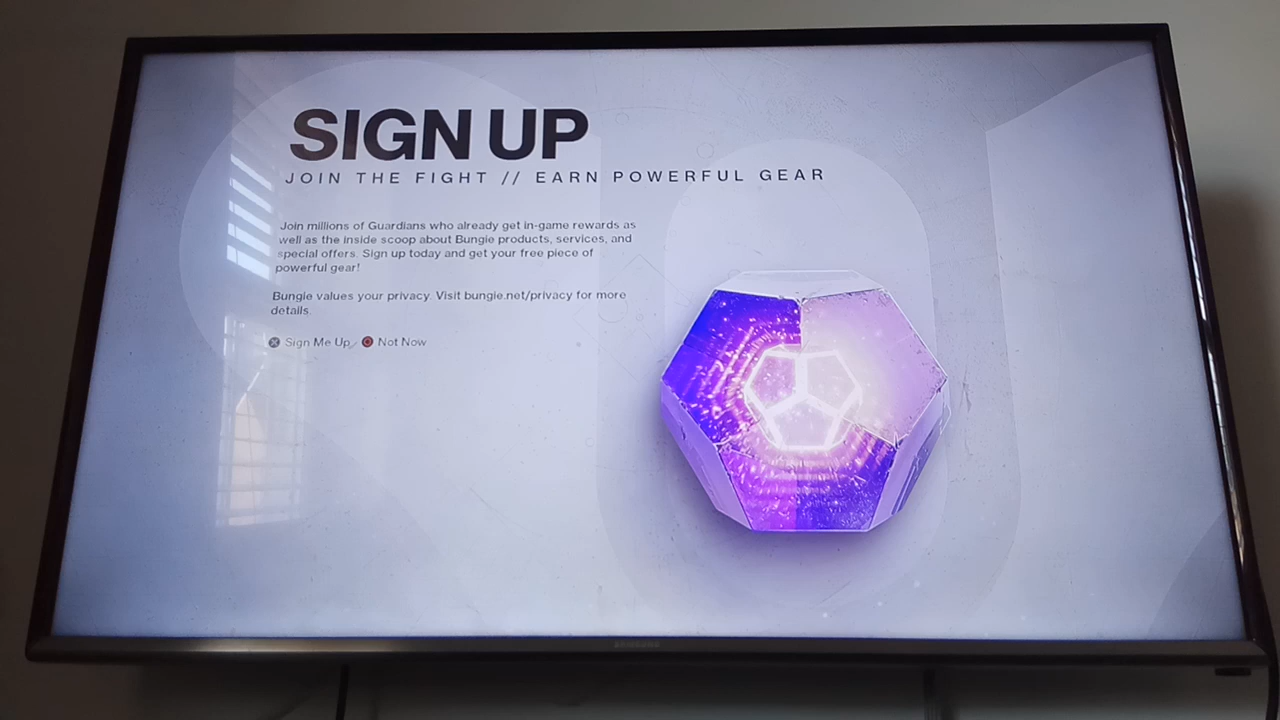 SIGN UP
JOIN THE FIGHT // EARN POWERFUL GEAR
Join millions of Guardians who already get in-game rewards as
well as the inside scoop about Bungie products, services, and
special offers. Sign up today and get your free piece of
powerful gear!
Bungie values your privacy. Visit bungie.net/privacy for more
details.
Sign Me Up Not Now
SAMSUNG